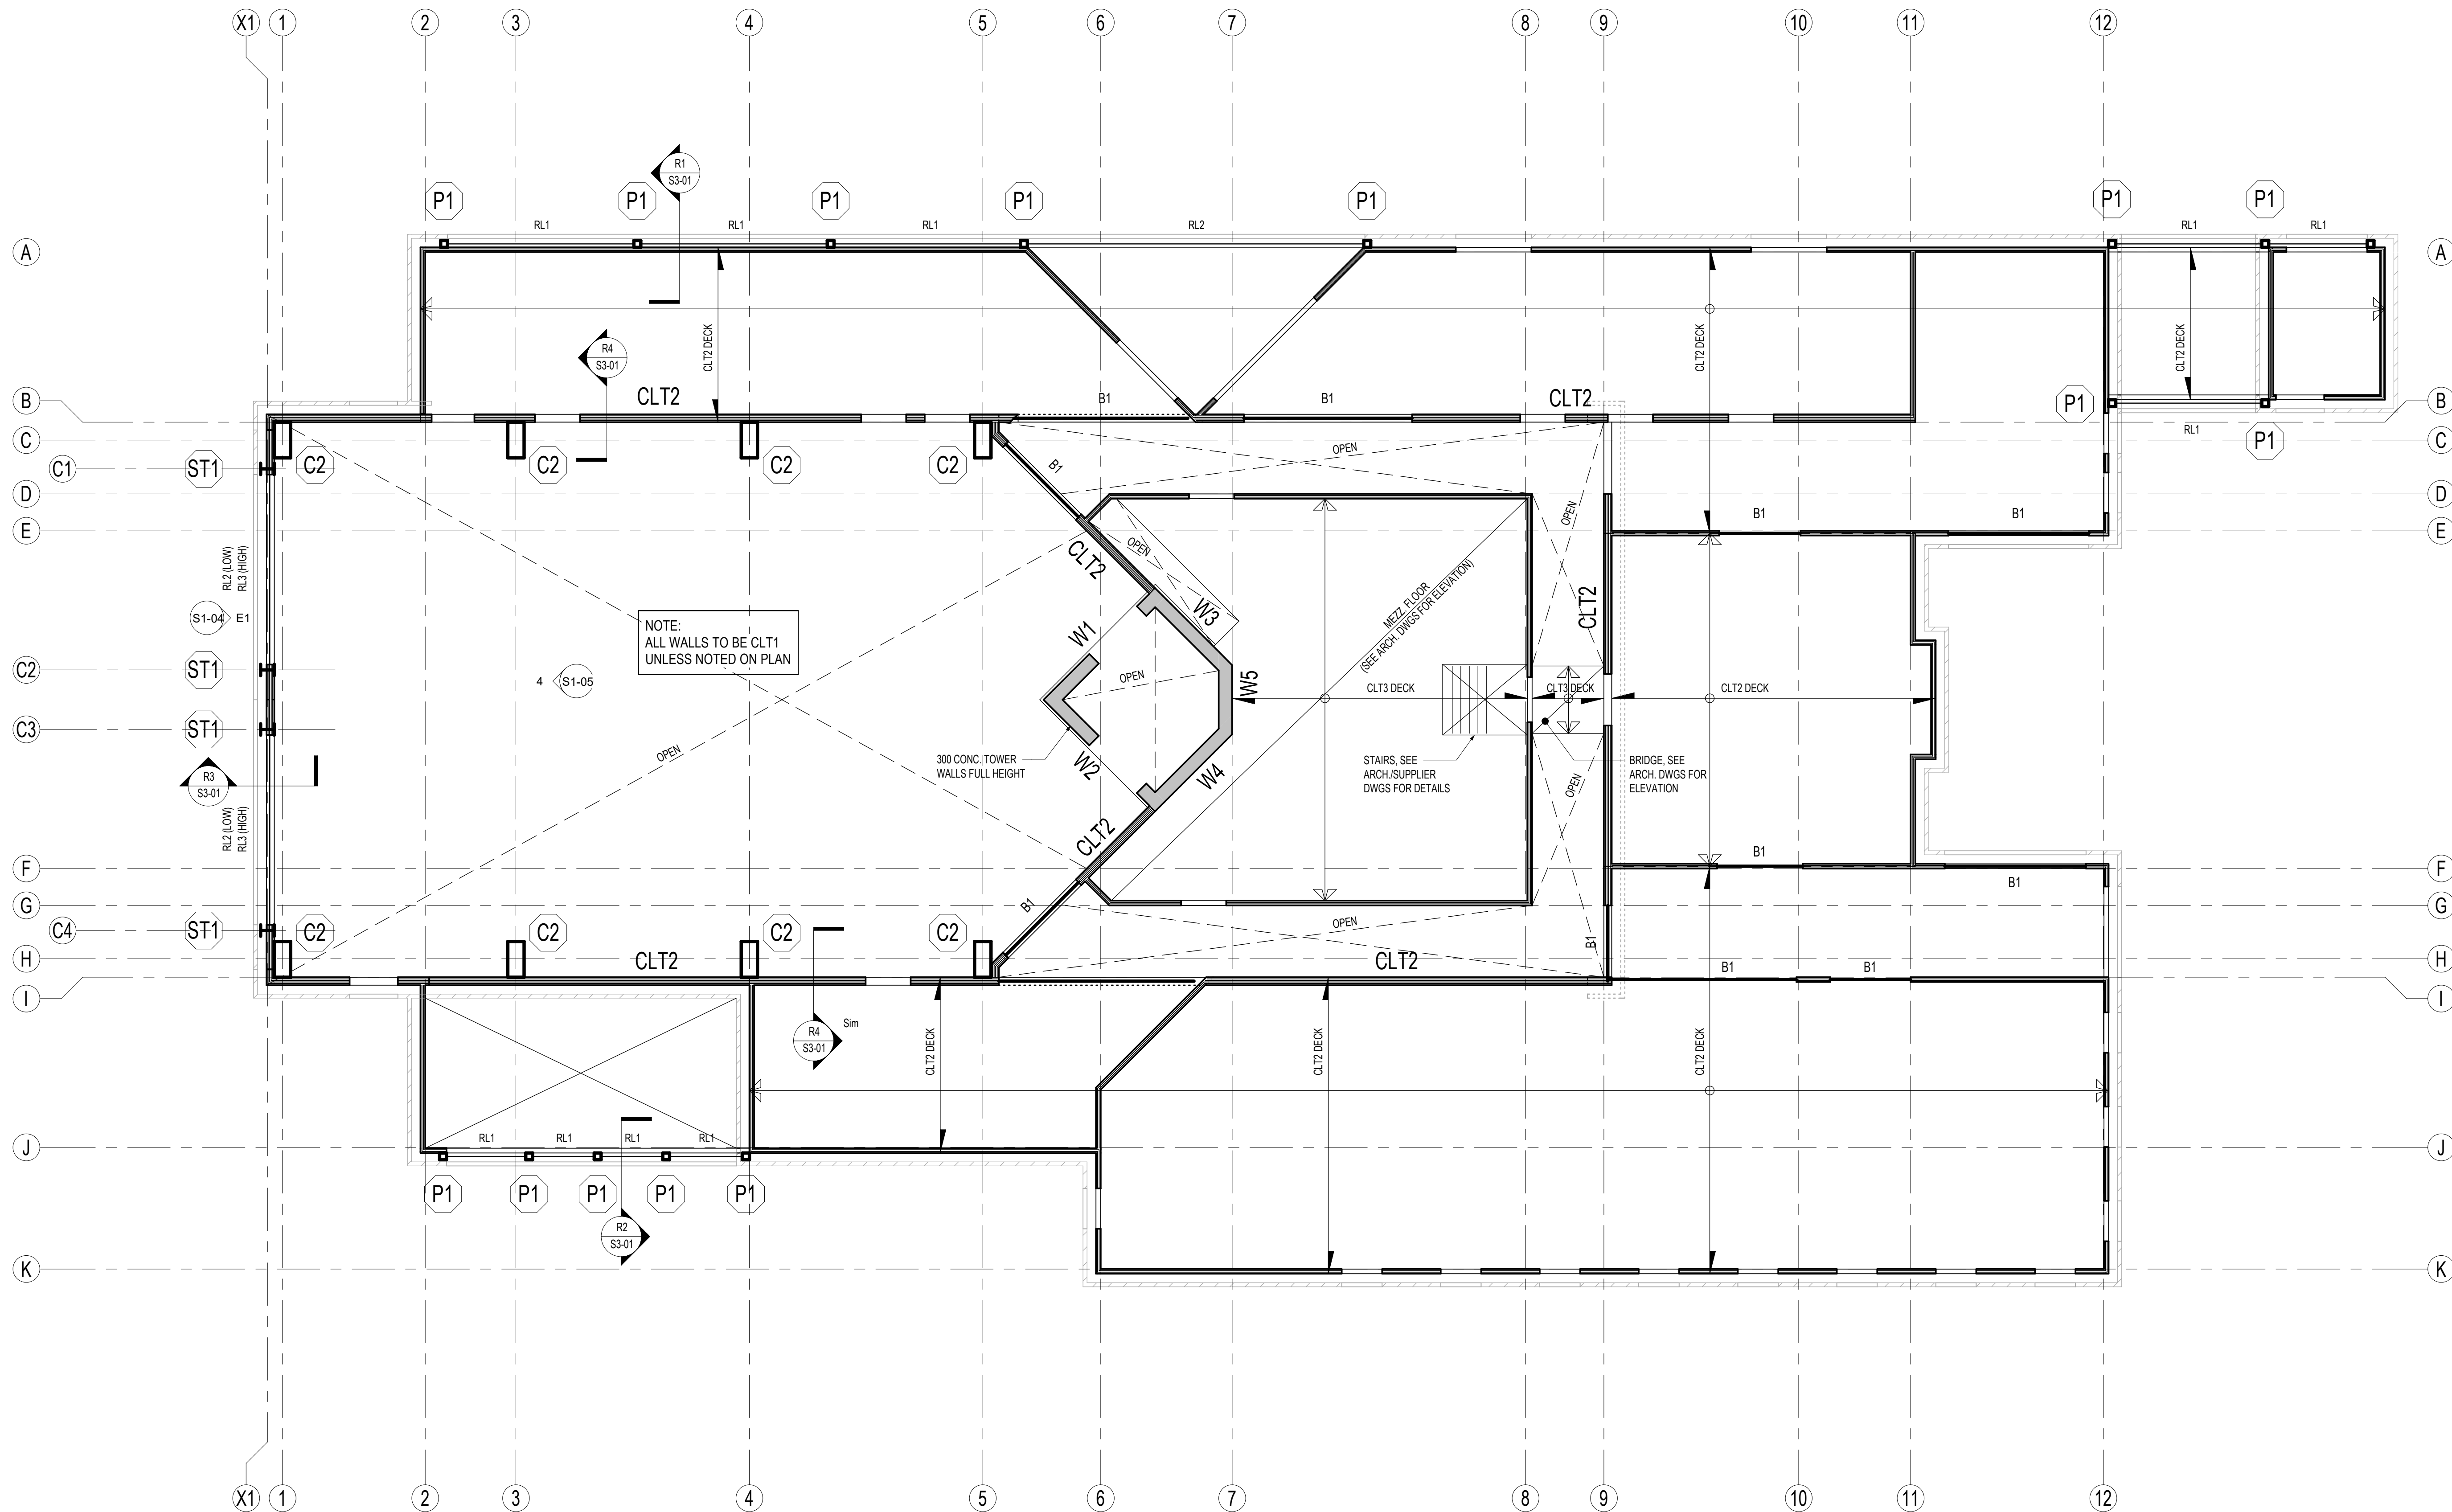 X1 1 2 3 4 5 6 7 8 9 10 11 12
R1
S3-01
P1 P1 P1 P1 P1 P1 P1
RL1 RL1 RL1 RL2 RL1 RL1
A A
CLT2 DECK
CLT2 DECK
CLT2 DECK
R4
S3-01
CLT2 B1 B1 CLT2 P1
B B
RL1
C C
C1 ST1 C2 C2 C2 C2 P1
OPEN
B1
D D
OPEN
B1 B1
E E
OPEN
CLT2
RL2 (LOW)
RL3 (HIGH)
S1-04 E1
NOTE:
ALL WALLS TO BE CLT1
UNLESS NOTED ON PLAN
W1
W3
MEZZ. FLOOR
(SEE ARCH. DWGS FOR ELEVATION)
CLT2
C2 ST1
4 S1-05
OPEN
W5
CLT3 DECK CLT3 DECK CLT2 DECK
C3 ST1
R3
S3-01
OPEN
300 CONC. TOWER
WALLS FULL HEIGHT
W2
W4
STAIRS, SEE
ARCH./SUPPLIER
DWGS FOR DETAILS
BRIDGE, SEE
ARCH. DWGS FOR
ELEVATION
OPEN
RL2 (LOW)
RL3 (HIGH)
CLT2
B1
F F
B1
B1
G G
C4 ST1 C2 C2 C2 C2
OPEN
B1
H H
CLT2 CLT2 B1 B1
I I
R4
S3-01
Sim
CLT2 DECK
CLT2 DECK
CLT2 DECK
RL1 RL1 RL1 RL1
J J
P1 P1 P1 P1 P1
R2
S3-01
K K
X1 1 2 3 4 5 6 7 8 9 10 11 12